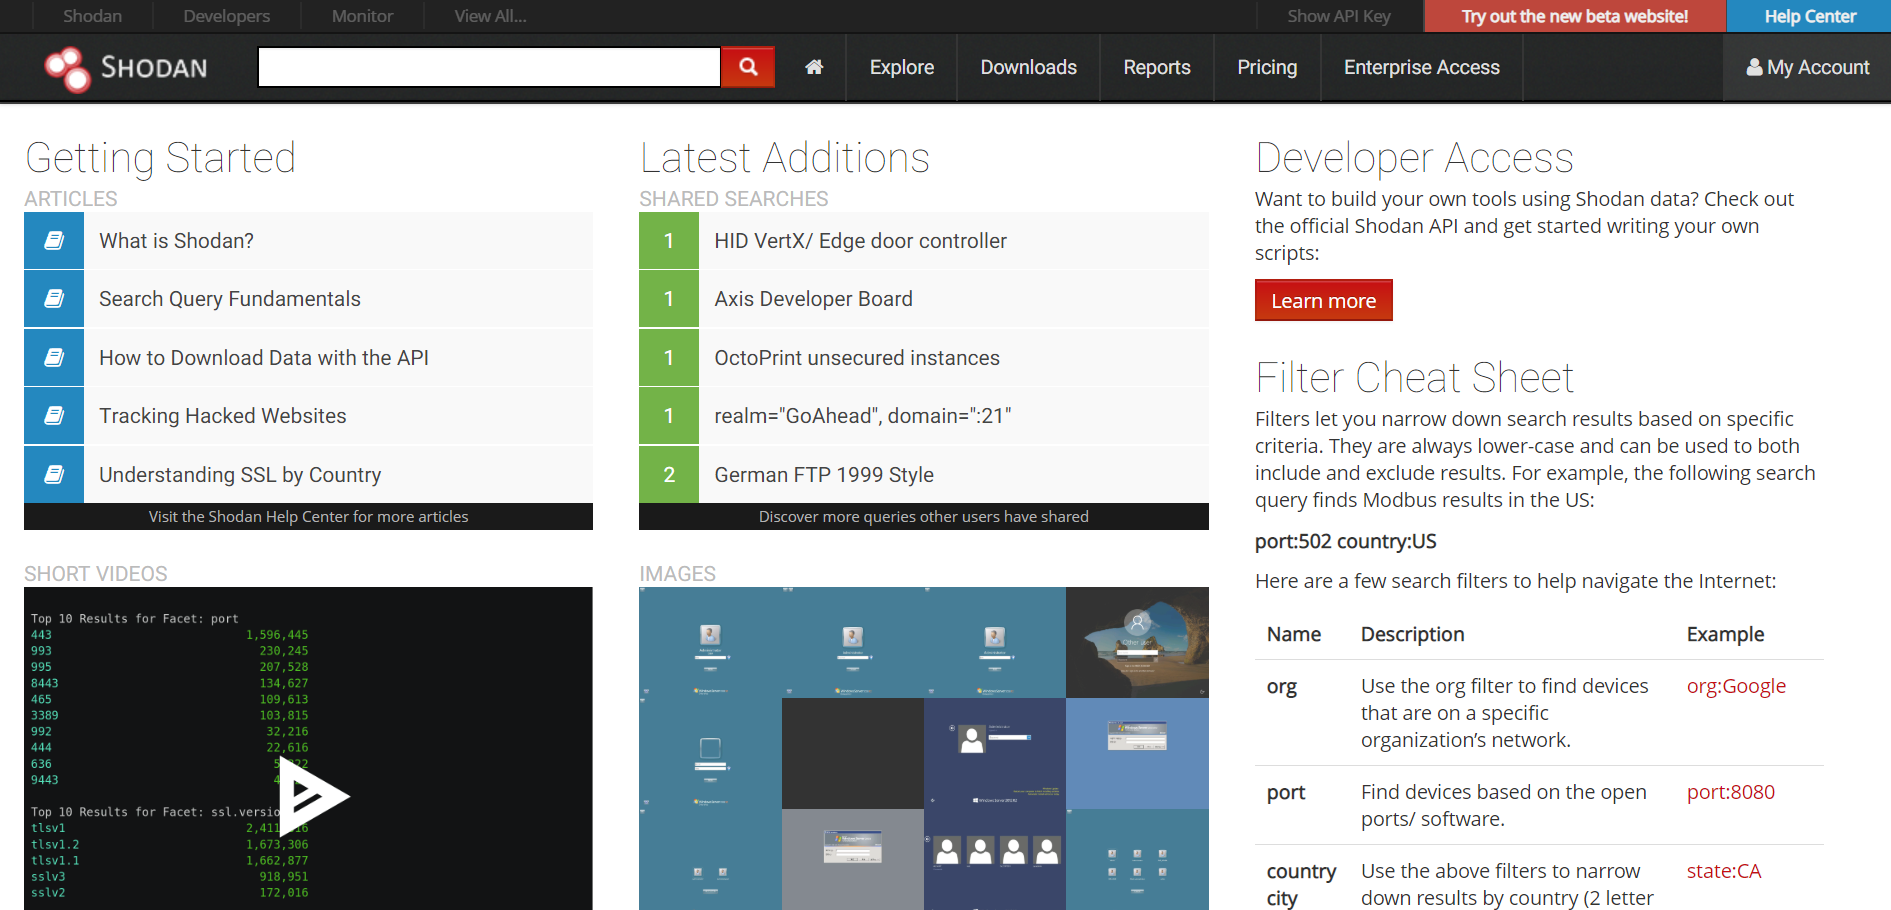 Shodan
Developers
Monitor
View All...
Show API Key
Try out the new beta website!
Help Center
SHODAN
Explore
Downloads
Reports
Pricing
Enterprise Access
My Account
Getting Started
ARTICLES
What is Shodan?
Search Query Fundamentals
How to Download Data with the API
Tracking Hacked Websites
Understanding SSL by Country
Visit the Shodan Help Center for more articles
SHORT VIDEOS
Top 10 Results for Facet: port
443 1,596,445
993 230,245
995 207,528
8443 134,627
465 109,613
3389 103,815
992 32,216
444 22,616
636
9443
Top 10 Results for Facet:
tlsv1
tlsv1.2 1,673,306
tlsv1.1 1,662,877
sslv3 918,951
sslv2 172,016
Latest Additions
SHARED SEARCHES
1 HID VertX/ Edge door controller
1 Axis Developer Board
1 OctoPrint unsecured instances
1 realm="GoAhead", domain=":21"
2 German FTP 1999 Style
Discover more queries other users have shared
IMAGES
Other user
Developer Access
Want to build your own tools using Shodan data? Check out
the official Shodan API and get started writing your own
scripts:
Learn more
Filter Cheat Sheet
Filters let you narrow down search results based on specific
criteria. They are always lower-case and can be used to both
include and exclude results. For example, the following search
query finds Modbus results in the US:
port:502 country:US
Here are a few search filters to help navigate the Internet:
Name Description Example
org Use the org filter to find devices org:Google
that are on a specific
organization’s network.
port Find devices based on the open port:8080
ports/ software.
country Use the above filters to narrow state:CA
city down results by country (2 letter